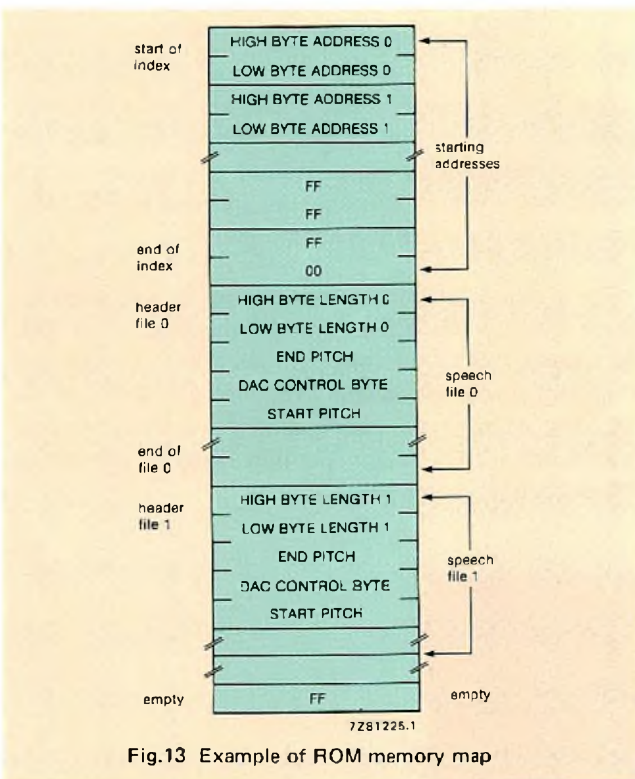 start of
index
HIGH BYTE ADDRESS 0
LOW BYTE ADDRESS 0
HIGH BYTE ADDRESS 1
LOW BYTE ADDRESS 1
starting
addresses
FF
FF
end of
index
FF
00
header
file 0
HIGH BYTE LENGTH 0
LOW BYTE LENGTH 0
END PITCH
DAC CONTROL BYTE
START PITCH
speech
file 0
end of
file 0
header
file 1
HIGH BYTE LENGTH 1
LOW BYTE LENGTH 1
END PITCH
DAC CONTROL BYTE
START PITCH
speech
file 1
empty
FF
empty
7Z81225.1
Fig.13 Example of ROM memory map